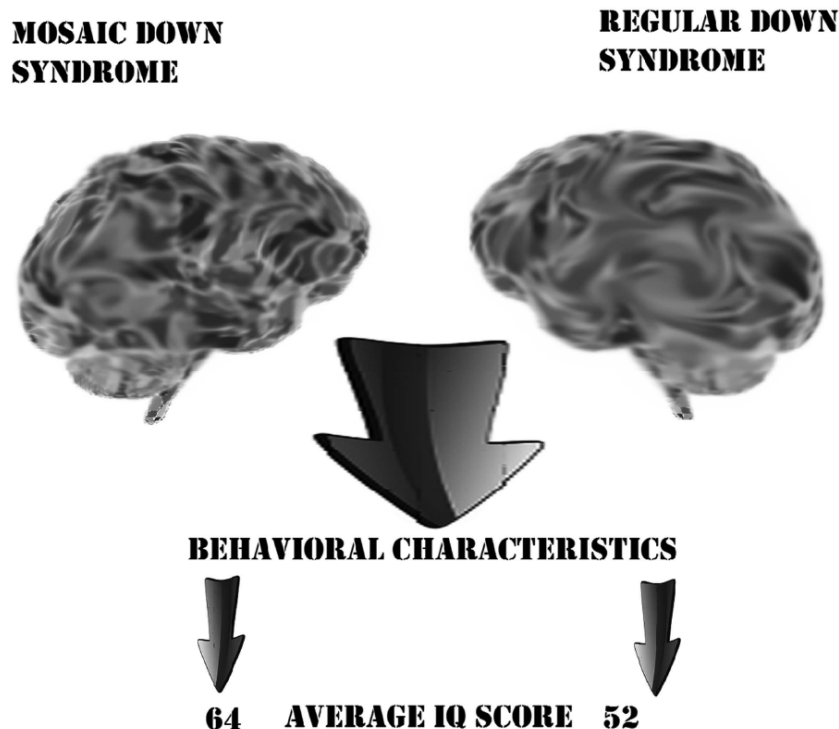 MOSAIC DOWN
SYNDROME
REGULAR DOWN
SYNDROME
BEHAVIORAL CHARACTERISTICS
64 AVERAGE IQ SCORE 52